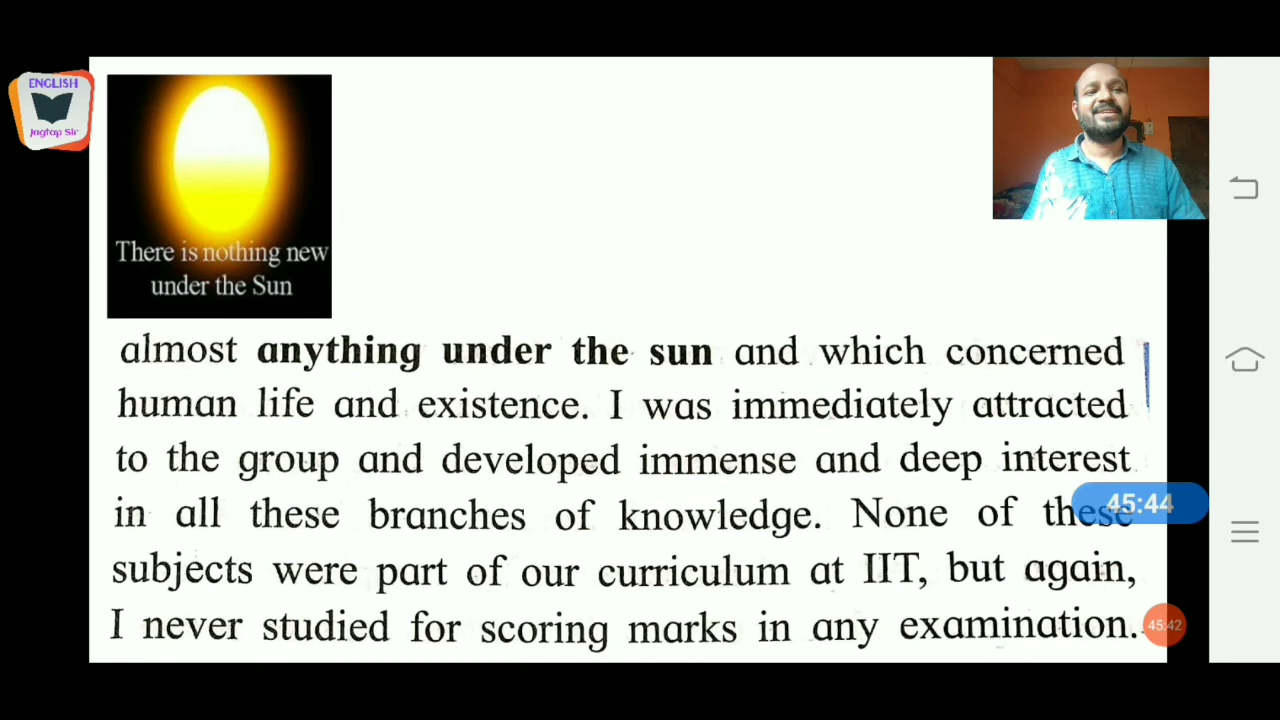 ENGLISH
Jagtap Sir
There is nothing new
under the Sun
almost anything under the sun and which concerned
human life and existence. I was immediately attracted
to the group and developed immense and deep interest
in all these branches of knowledge. None of these
45:44
subjects were part of our curriculum at IIT, but again,
I never studied for scoring marks in any examination.
45:42